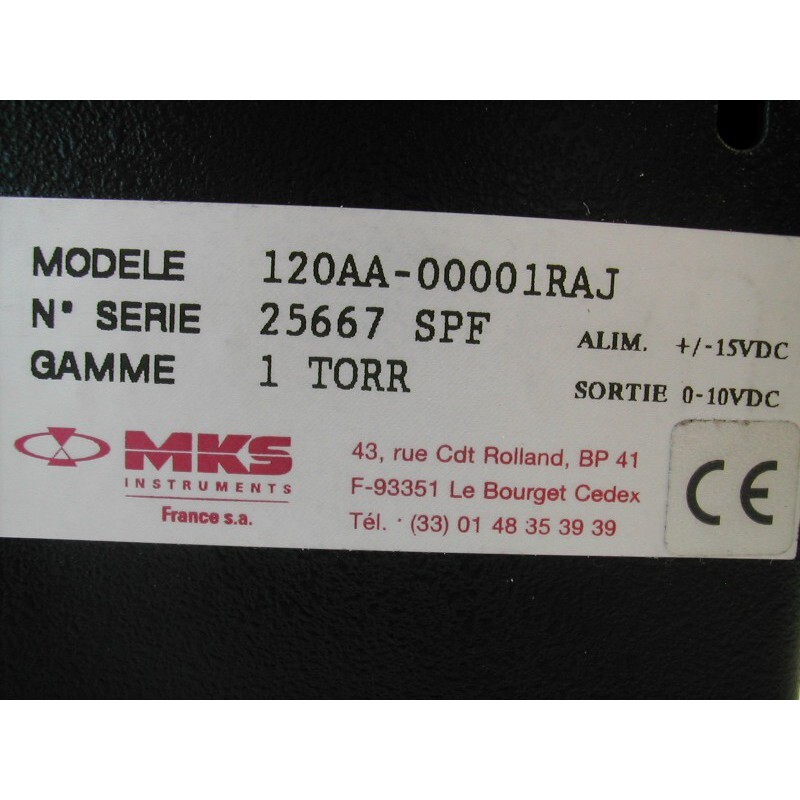 MODELE 120AA-00001RAJ
N° SERIE 25667 SPF
ALIM. +/-15VDC
GAMME 1 TORR
SORTIE 0-10VDC
MKS
INSTRUMENTS
France s.a.
43, rue Cdt Rolland, BP 41
F-93351 Le Bourget Cedex
Tél. (33) 01 48 35 39 39
CE